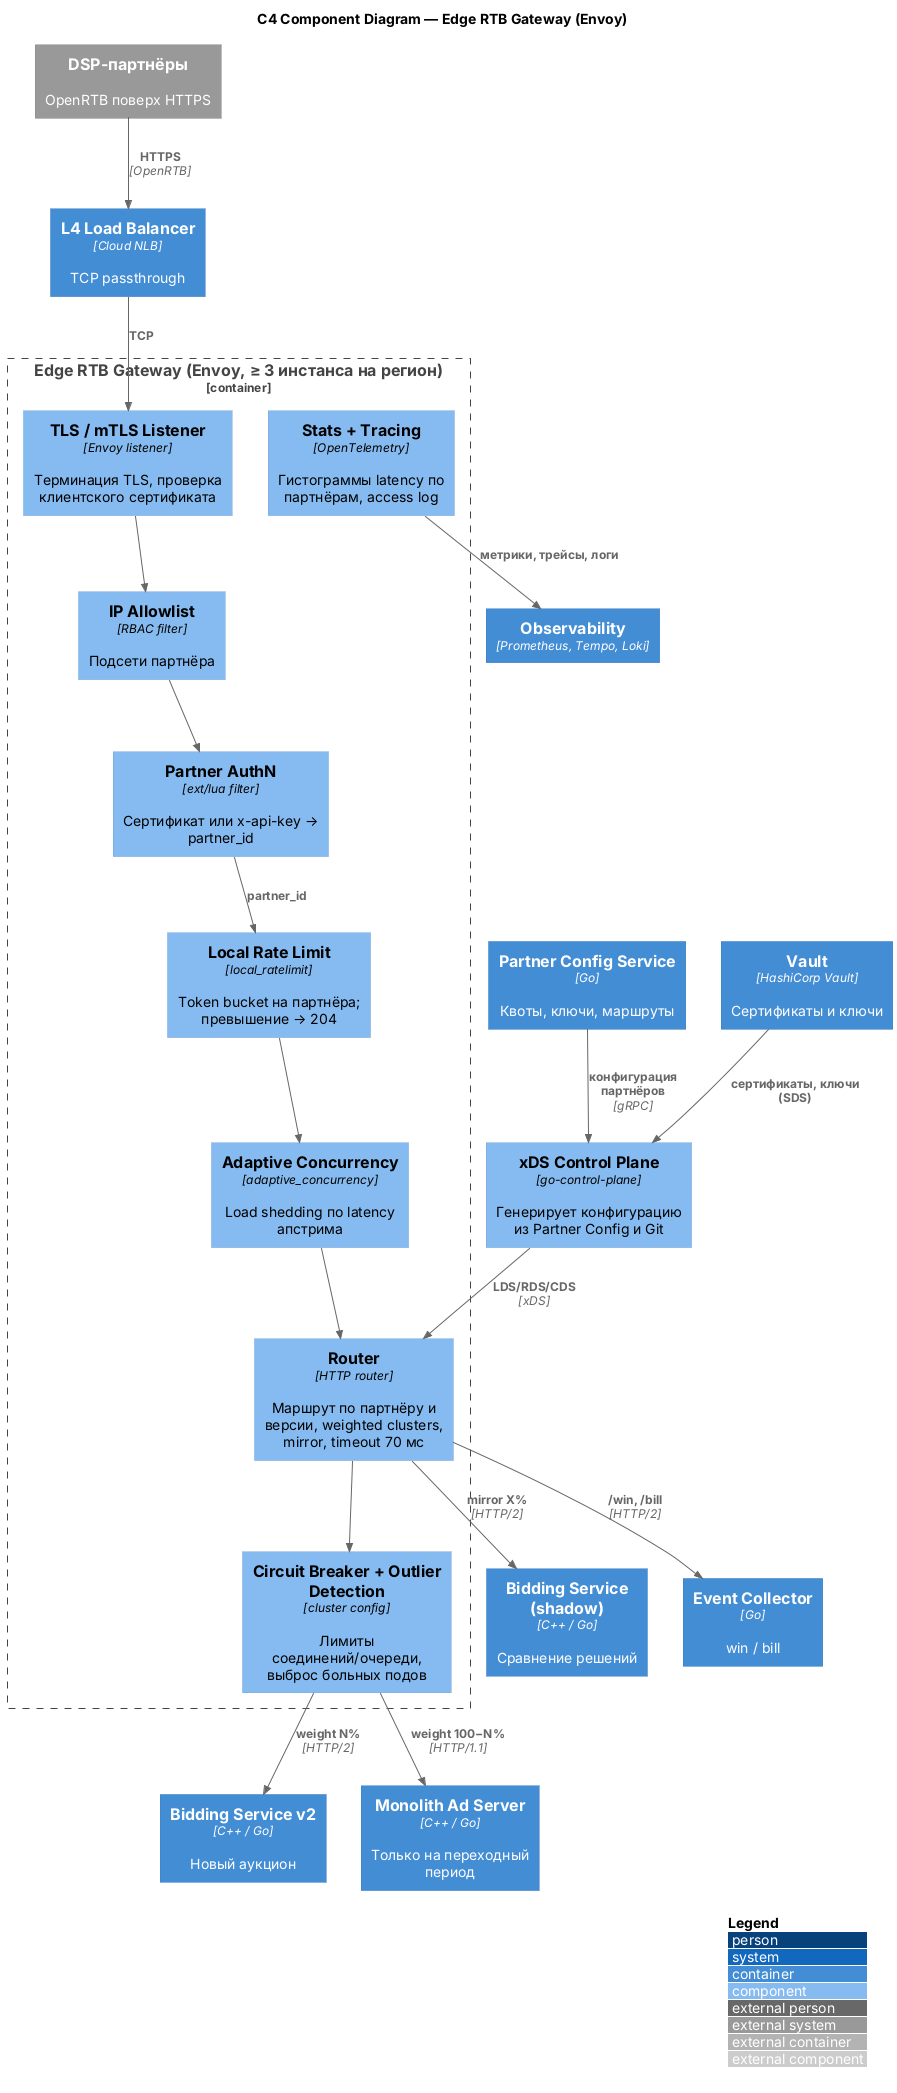 C4 Component Diagram — Edge RTB Gateway (Envoy)
DSP-партнёры
OpenRTB поверх HTTPS
HTTPS
[OpenRTB]
L4 Load Balancer
[Cloud NLB]
TCP passthrough
TCP
Edge RTB Gateway (Envoy, ≥ 3 инстанса на регион)
[container]
TLS / mTLS Listener
[Envoy listener]
Терминация TLS, проверка
клиентского сертификата
Stats + Tracing
[OpenTelemetry]
Гистограммы latency по
партнёрам, access log
метрики, трейсы, логи
IP Allowlist
[RBAC filter]
Подсети партнёра
Observability
[Prometheus, Tempo, Loki]
Partner AuthN
[ext/lua filter]
Сертификат или x-api-key →
partner_id
partner_id
Local Rate Limit
[local_ratelimit]
Token bucket на партнёра;
превышение → 204
Partner Config Service
[Go]
Квоты, ключи, маршруты
Vault
[HashiCorp Vault]
Сертификаты и ключи
конфигурация
партнёров
[gRPC]
сертификаты, ключи
(SDS)
Adaptive Concurrency
[adaptive_concurrency]
Load shedding по latency
апстрима
xDS Control Plane
[go-control-plane]
Генерирует конфигурацию
из Partner Config и Git
LDS/RDS/CDS
[xDS]
Router
[HTTP router]
Маршрут по партнёру и
версии, weighted clusters,
mirror, timeout 70 мс
mirror X%
[HTTP/2]
/win, /bill
[HTTP/2]
Circuit Breaker + Outlier
Detection
[cluster config]
Лимиты
соединений/очереди,
выброс больных подов
Bidding Service
(shadow)
[C++ / Go]
Сравнение решений
Event Collector
[Go]
win / bill
weight N%
[HTTP/2]
weight 100−N%
[HTTP/1.1]
Bidding Service v2
[C++ / Go]
Новый аукцион
Monolith Ad Server
[C++ / Go]
Только на переходный
период
Legend
person
system
container
component
external person
external system
external container
external component